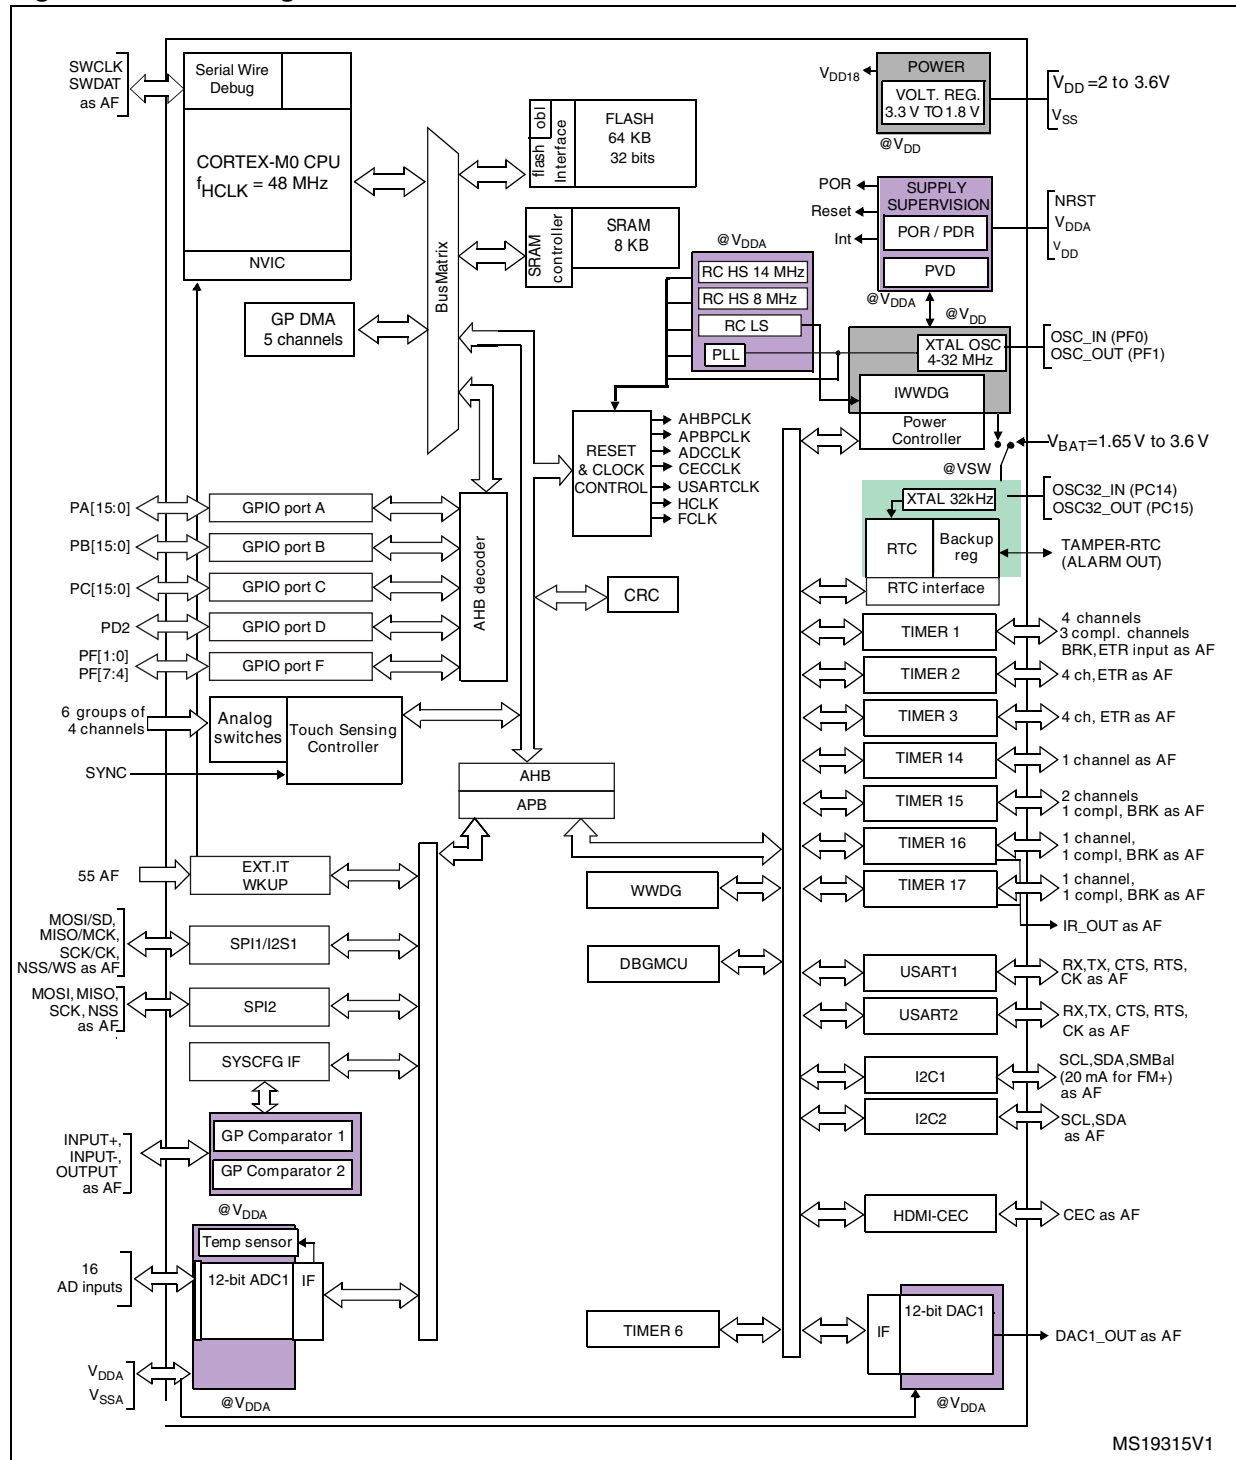 SWCLK
SWDAT
as AF
Serial Wire
Debug
CORTEX-M0 CPU
fHCLK = 48 MHz
NVIC
GP DMA
5 channels
BusMatrix
flash
obl
Interface
FLASH
64 KB
32 bits
SRAM
controller
SRAM
8 KB
VDD18
POWER
VOLT. REG.
3.3 V TO 1.8 V
@VDD
VDD =2 to 3.6V
VSS
POR
Reset
Int
SUPPLY
SUPERVISION
POR / PDR
PVD
@VDDA
NRST
VDDA
VDD
@VDDA
RC HS 14 MHz
RC HS 8 MHz
RC LS
PLL
@VDD
XTAL OSC
4-32 MHz
IWWDG
Power
Controller
OSC_IN (PF0)
OSC_OUT (PF1)
VBAT=1.65 V to 3.6 V
@VSW
RESET
& CLOCK
CONTROL
AHBPCLK
APBPCLK
ADCCLK
CECCLK
USARTCLK
HCLK
FCLK
XTAL 32kHz
RTC
Backup
reg
RTC interface
OSC32_IN (PC14)
OSC32_OUT (PC15)
TAMPER-RTC
(ALARM OUT)
PA[15:0]
GPIO port A
PB[15:0]
GPIO port B
PC[15:0]
GPIO port C
PD2
GPIO port D
PF[1:0]
PF[7:4]
GPIO port F
AHB decoder
CRC
6 groups of
4 channels
Analog
switches
Touch Sensing
Controller
SYNC
AHB
APB
TIMER 1
4 channels
3 compl. channels
BRK,ETR input as AF
TIMER 2
4 ch,ETR as AF
TIMER 3
4 ch, ETR as AF
TIMER 14
1 channel as AF
TIMER 15
2 channels
1 compl, BRK as AF
TIMER 16
1 channel,
1 compl, BRK as AF
TIMER 17
1 channel,
1 compl, BRK as AF
IR_OUT as AF
55 AF
EXT.IT
WKUP
WWDG
MOSI/SD,
MISO/MCK,
SCK/CK,
NSS/WS as AF
SPI1/I2S1
DBGMCU
USART1
RX,TX, CTS, RTS,
CK as AF
MOSI, MISO,
SCK, NSS
as AF
SPI2
USART2
RX,TX, CTS, RTS,
CK as AF
SYSCFG IF
I2C1
SCL,SDA,SMBal
(20 mA for FM+)
as AF
I2C2
SCL,SDA
as AF
INPUT+,
INPUT-,
OUTPUT
as AF
GP Comparator 1
GP Comparator 2
@VDDA
HDMI-CEC
CEC as AF
Temp sensor
16
AD inputs
12-bit ADC1
IF
TIMER 6
IF
12-bit DAC1
DAC1_OUT as AF
VDDA
VSSA
@VDDA
@VDDA
MS19315V1